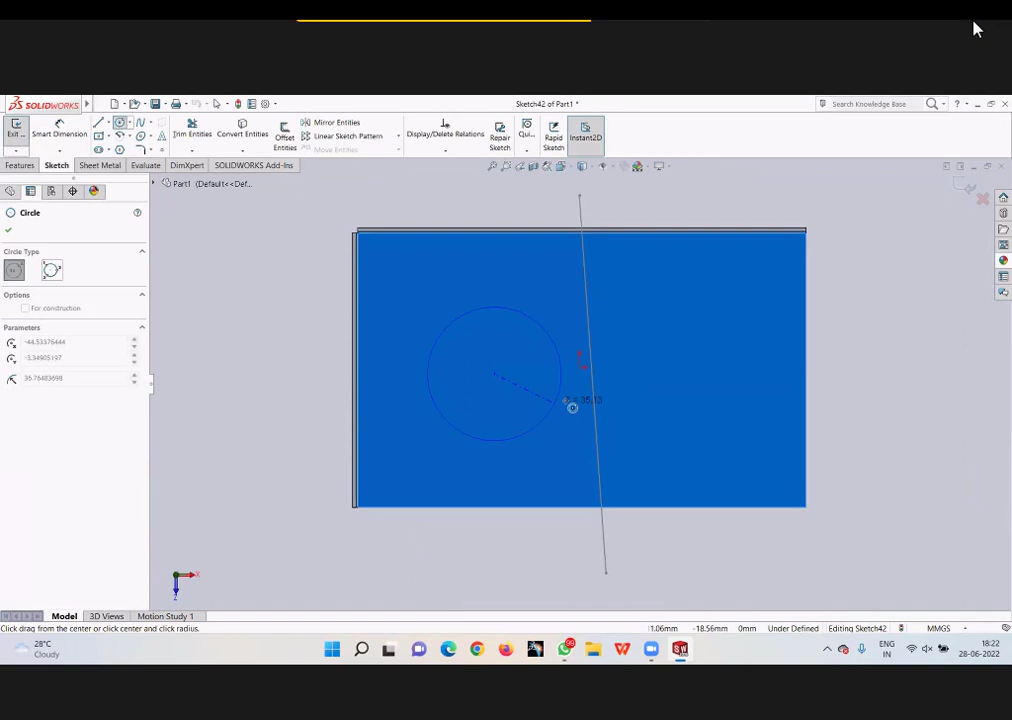 SOLIDWORKS
Sketch42 of Part1 *
Search Knowledge Base
Exit ...
Smart Dimension
Trim Entities
Convert Entities
Offset Entities
Mirror Entities
Linear Sketch Pattern
Move Entities
Display/Delete Relations
Repair Sketch
Qui...
Rapid Sketch
Instant2D
Features
Sketch
Sheet Metal
Evaluate
DimXpert
SOLIDWORKS Add-Ins
Part1 (Default<<Def...
Circle
?
Circle Type
Options
For construction
Parameters
-44.53376444
-3.34905197
35.76483698
X
Z
Model
3D Views
Motion Study 1
Click drag from the center or click center and click radius.
1.06mm
-18.56mm
0mm
Under Defined
Editing Sketch42
MMGS
28°C
Cloudy
99
W
SW
ENG
IN
18:22
28-06-2022